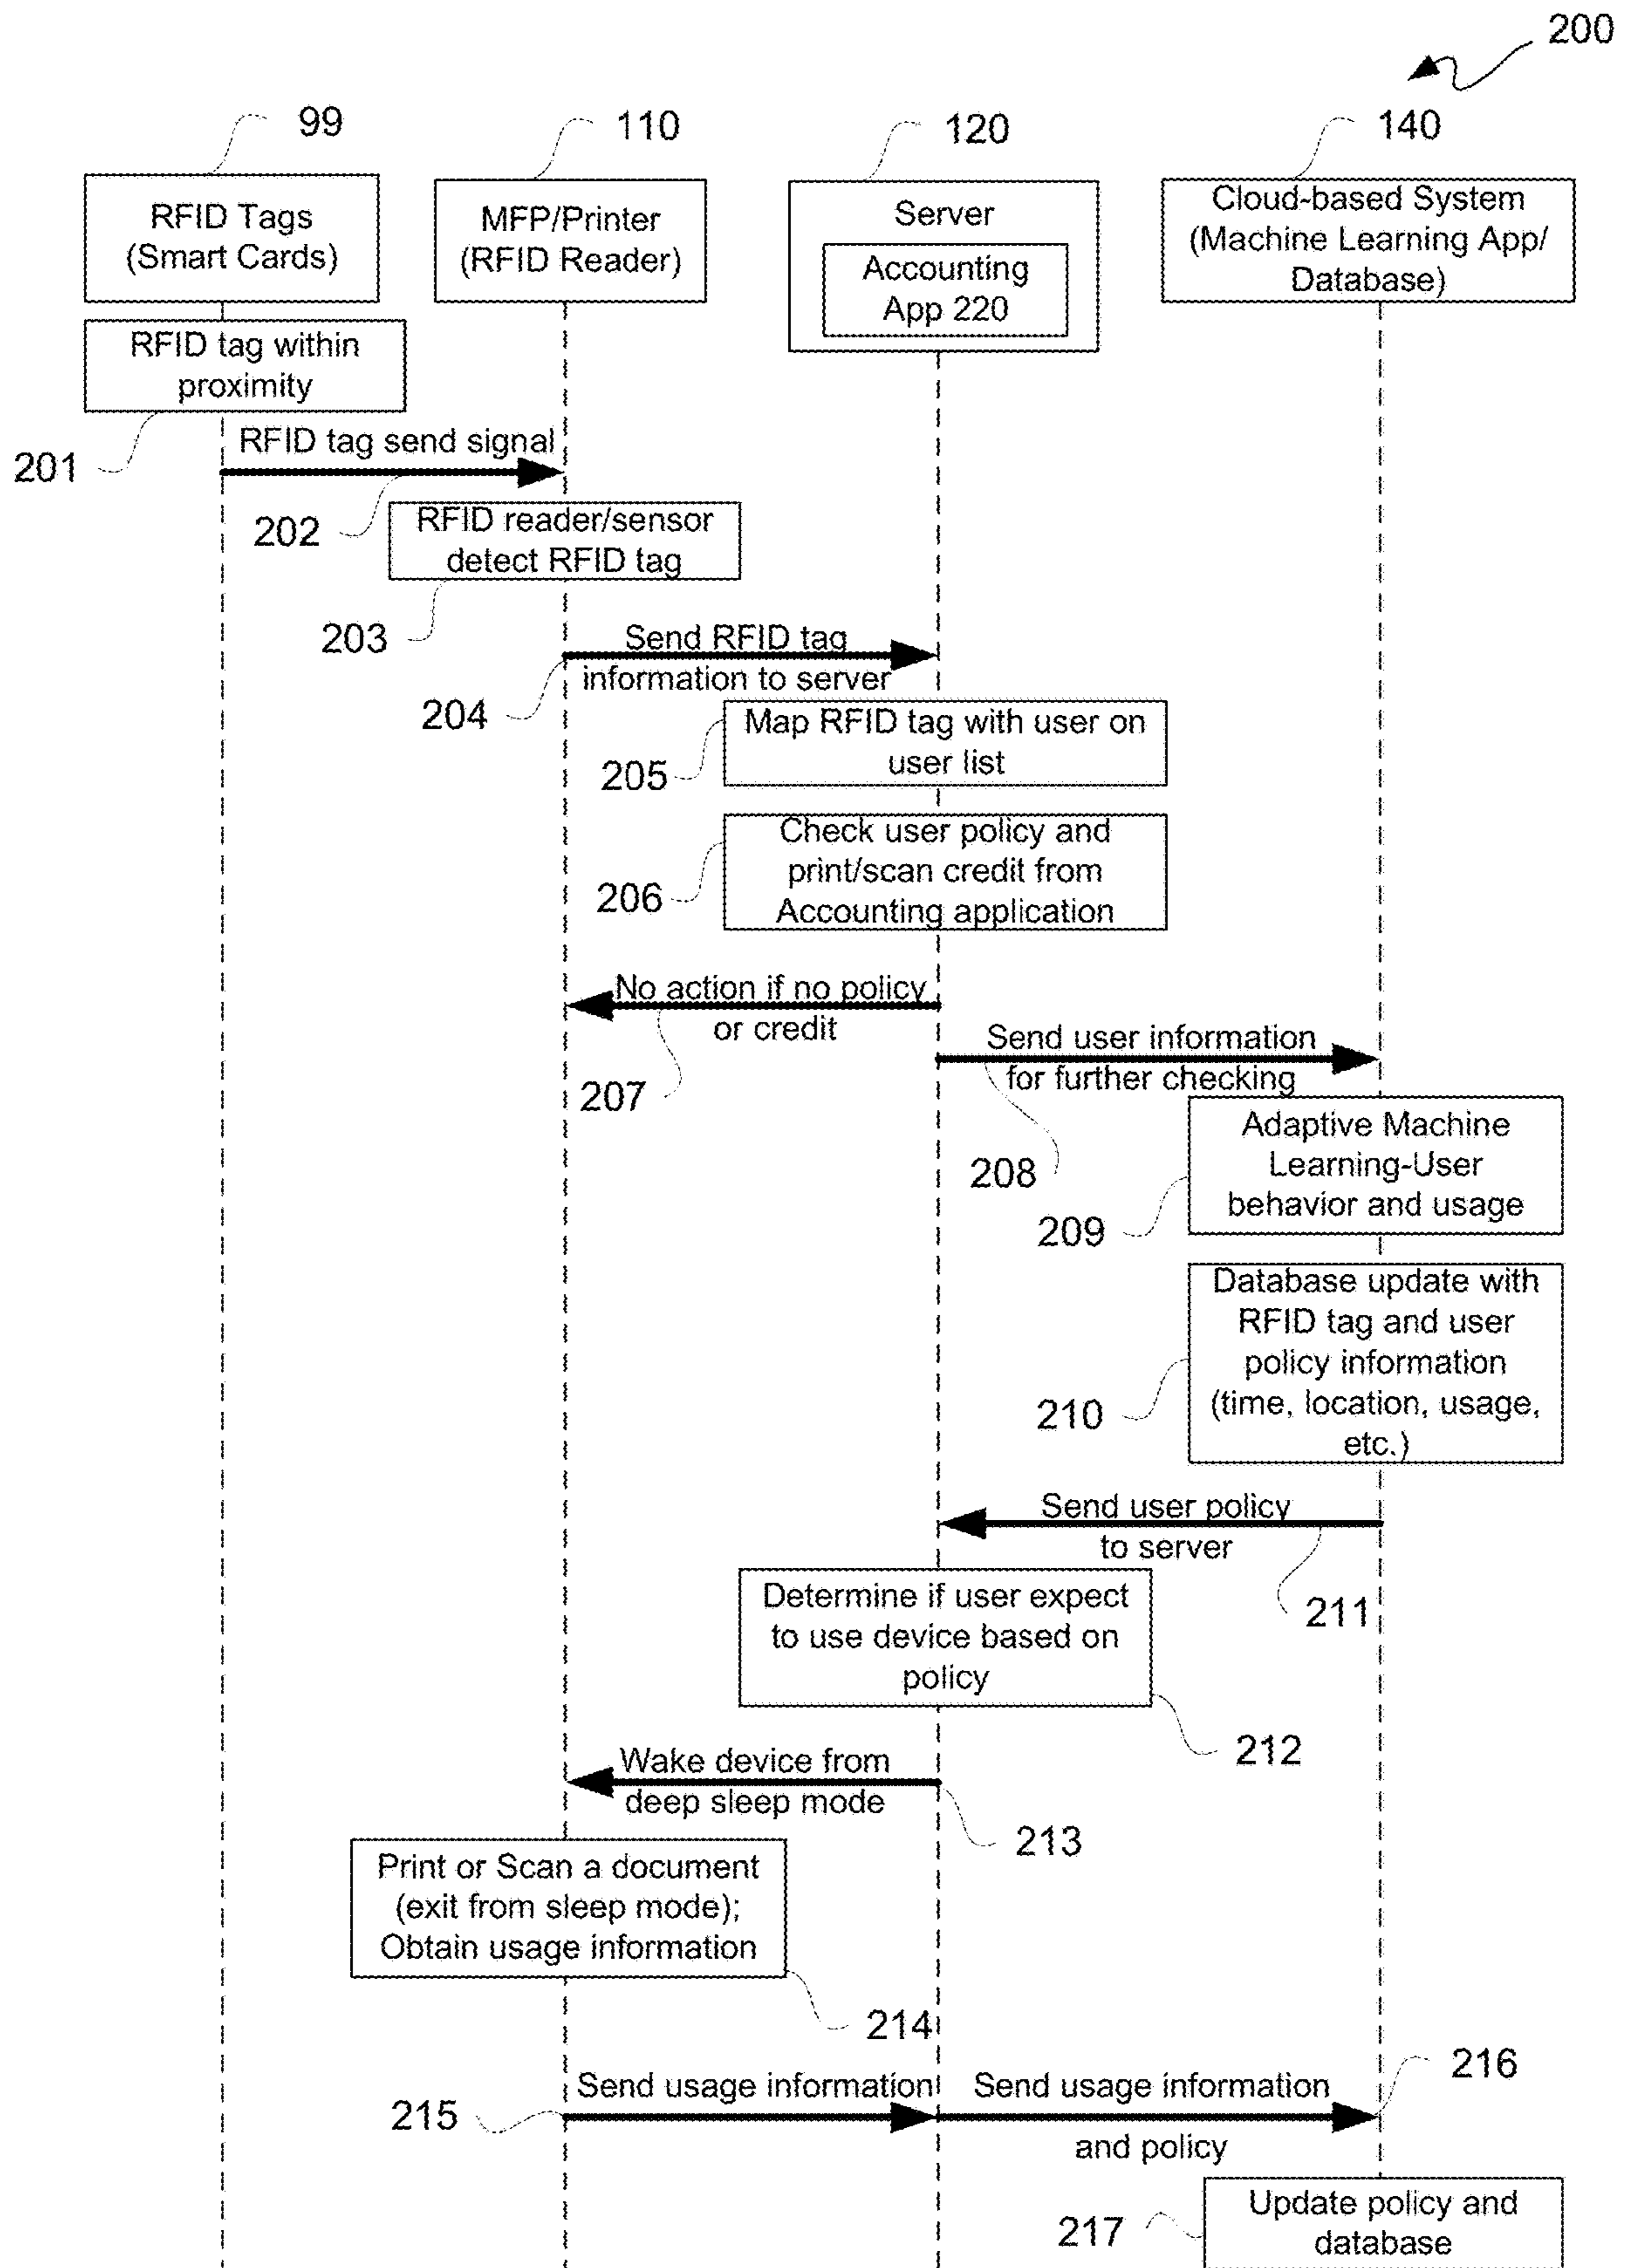 200
99
110
120
140
RFID Tags
(Smart Cards)
MFP/Printer
(RFID Reader)
Server
Accounting
App 220
Cloud-based System
(Machine Learning App/
Database)
RFID tag within
proximity
201
RFID tag send signal
202
RFID reader/sensor
detect RFID tag
203
Send RFID tag
information to server
204
Map RFID tag with user on
user list
205
Check user policy and
print/scan credit from
Accounting application
206
No action if no policy
or credit
207
Send user information
for further checking
208
Adaptive Machine
Learning-User
behavior and usage
209
Database update with
RFID tag and user
policy information
(time, location, usage,
etc.)
210
Send user policy
to server
211
Determine if user expect
to use device based on
policy
212
Wake device from
deep sleep mode
213
Print or Scan a document
(exit from sleep mode);
Obtain usage information
214
Send usage information
215
Send usage information
and policy
216
Update policy and
database
217